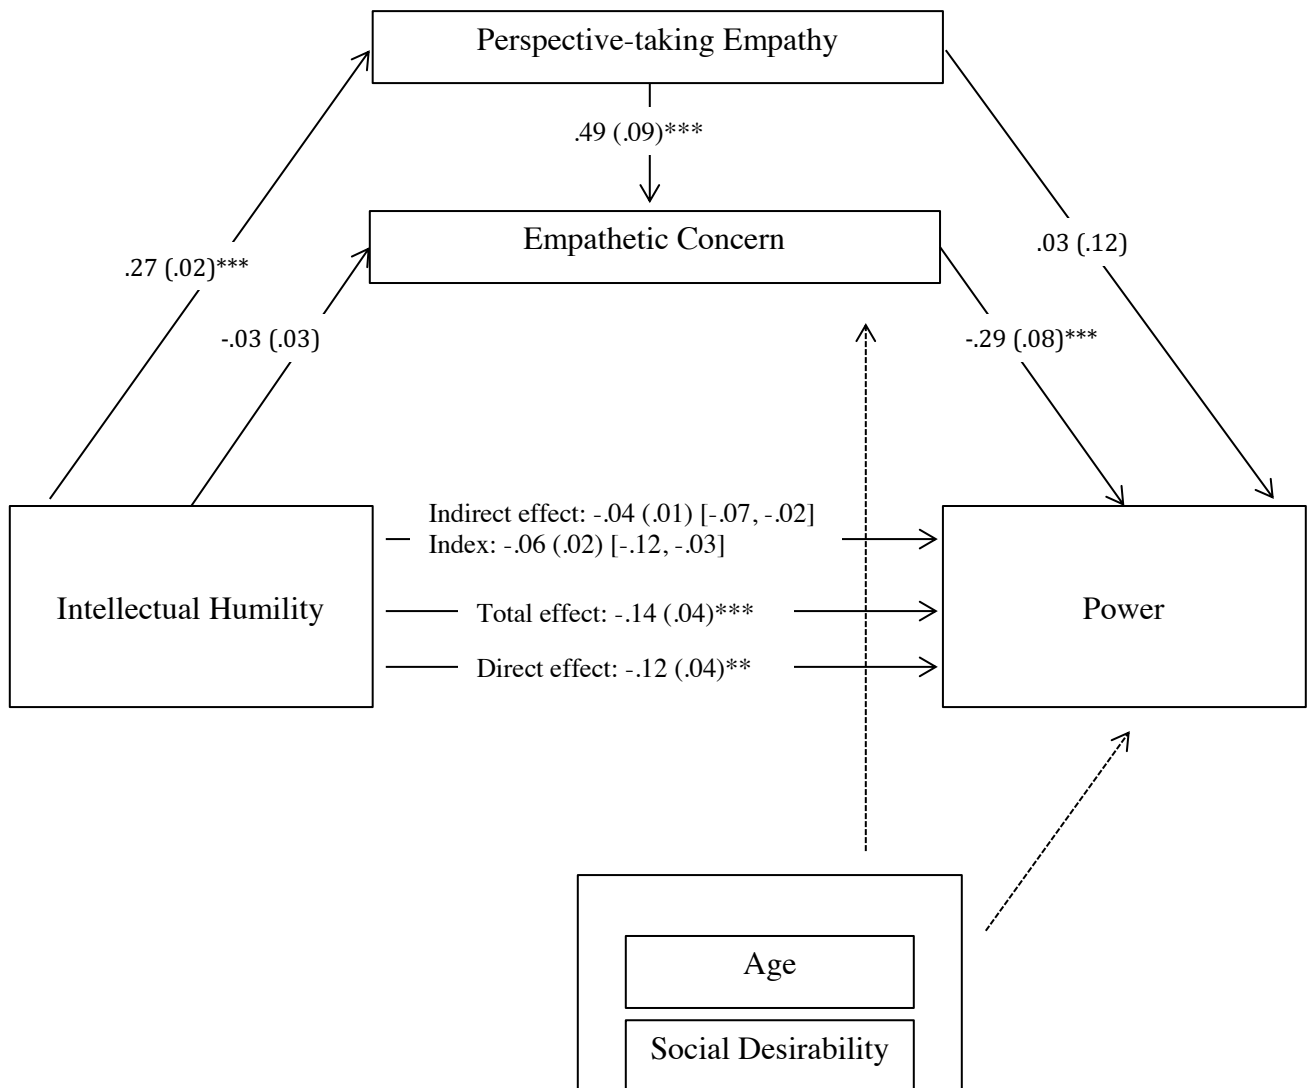 Perspective-taking Empathy
.49 (.09)***
Empathetic Concern
.03 (.12)
.27 (.02)***
-.03 (.03)
-.29 (.08)***
Indirect effect: -.04 (.01) [-.07, -.02]
Index: -.06 (.02) [-.12, -.03]
Intellectual Humility
Total effect: -.14 (.04)***
Power
Direct effect: -.12 (.04)**
Age
Social Desirability